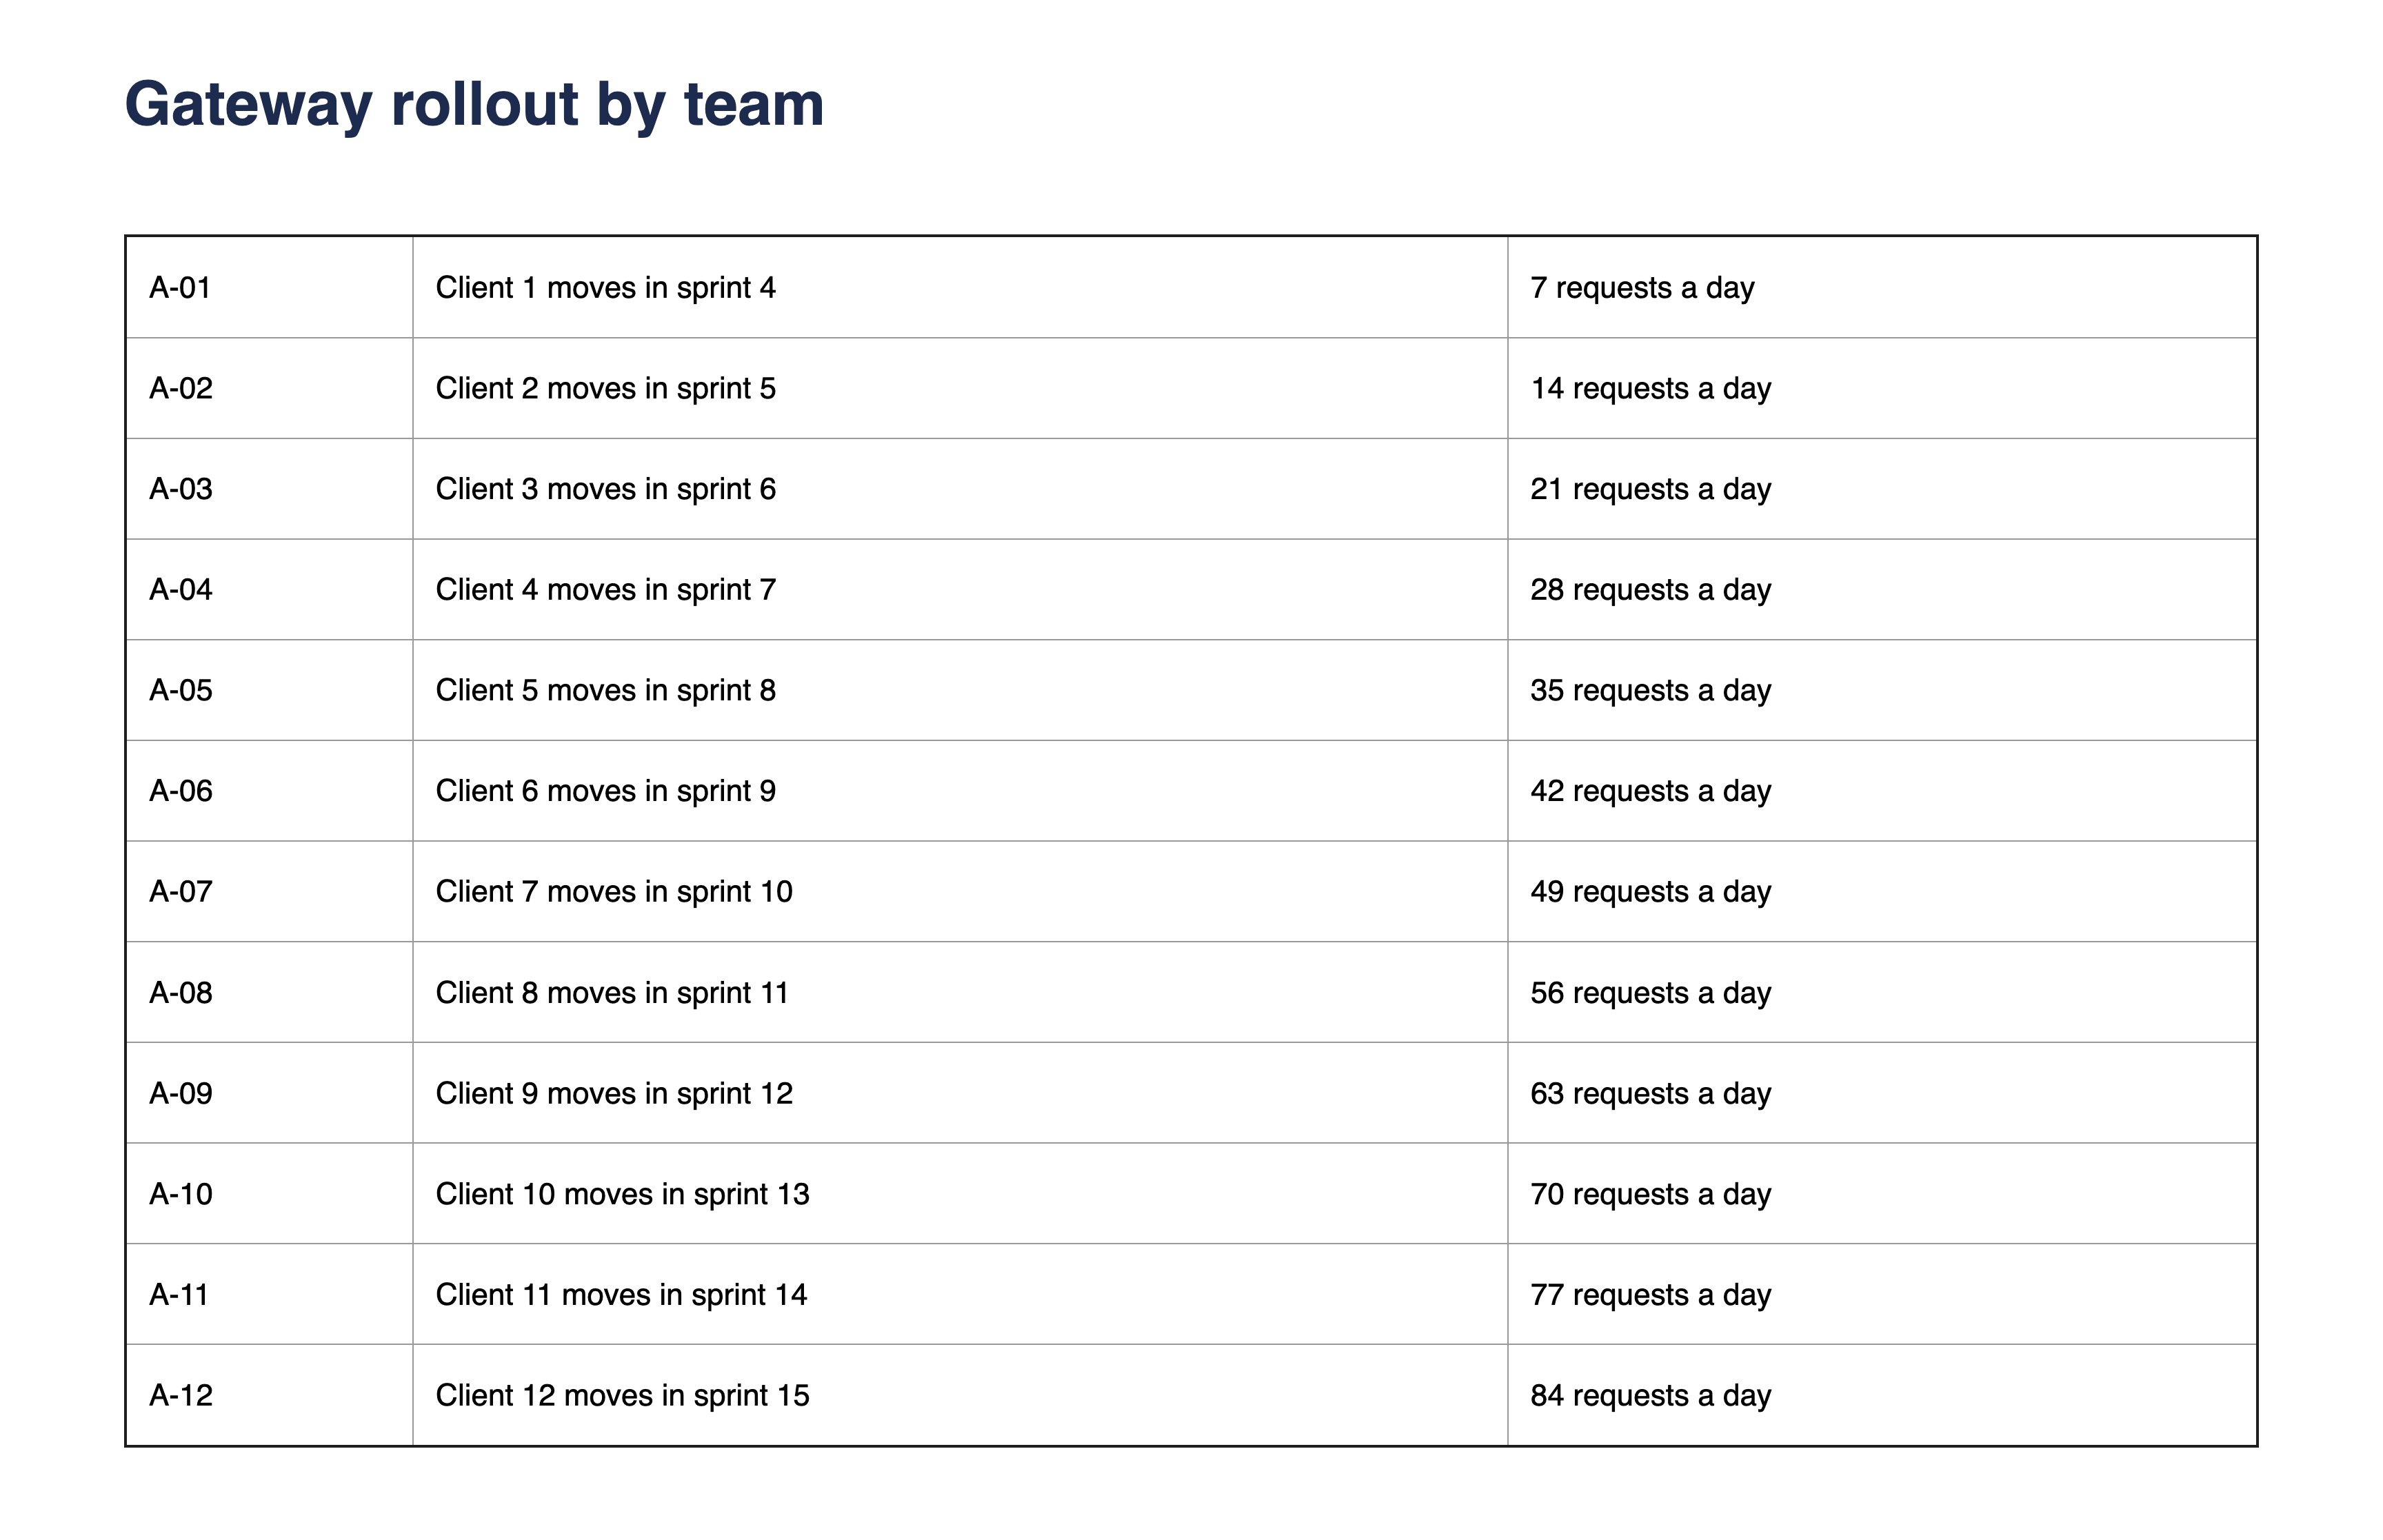 Gateway rollout by team
A-01 Client 1 moves in sprint 4 7 requests a day
A-02 Client 2 moves in sprint 5 14 requests a day
A-03 Client 3 moves in sprint 6 21 requests a day
A-04 Client 4 moves in sprint 7 28 requests a day
A-05 Client 5 moves in sprint 8 35 requests a day
A-06 Client 6 moves in sprint 9 42 requests a day
A-07 Client 7 moves in sprint 10 49 requests a day
A-08 Client 8 moves in sprint 11 56 requests a day
A-09 Client 9 moves in sprint 12 63 requests a day
A-10 Client 10 moves in sprint 13 70 requests a day
A-11 Client 11 moves in sprint 14 77 requests a day
A-12 Client 12 moves in sprint 15 84 requests a day